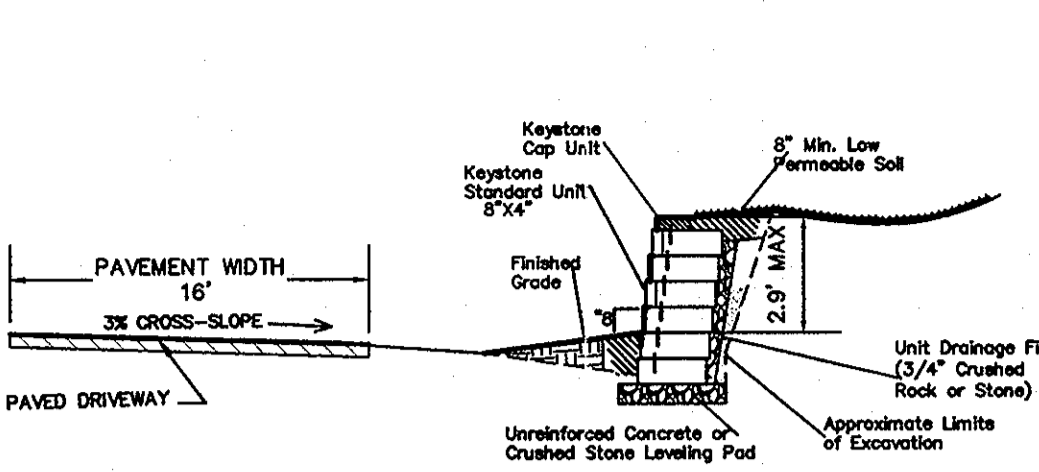 Keystone
Cap Unit
8" Min. Low
Permeable Soil
Keystone
Standard Unit
8"X4"
Finished
Grade
PAVEMENT WIDTH
16'
3% CROSS-SLOPE
8"
2.9' MAX
PAVED DRIVEWAY
Unit Drainage Fi
(3/4" Crushed
Rock or Stone)
Approximate Limits
of Excavation
Unreinforced Concrete or
Crushed Stone Leveling Pad